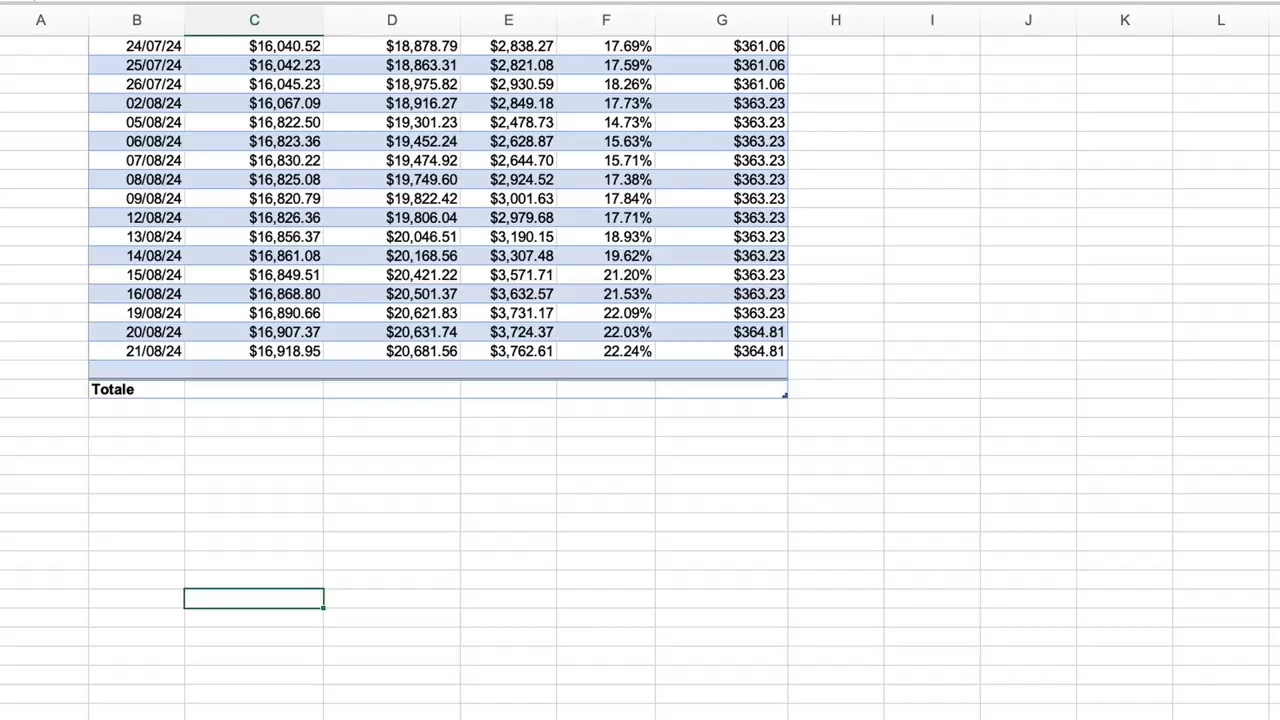 A B C D E F G H I J K L
24/07/24 $16,040.52 $18,878.79 $2,838.27 17.69% $361.06
25/07/24 $16,042.23 $18,863.31 $2,821.08 17.59% $361.06
26/07/24 $16,045.23 $18,975.82 $2,930.59 18.26% $361.06
02/08/24 $16,067.09 $18,916.27 $2,849.18 17.73% $363.23
05/08/24 $16,822.50 $19,301.23 $2,478.73 14.73% $363.23
06/08/24 $16,823.36 $19,452.24 $2,628.87 15.63% $363.23
07/08/24 $16,830.22 $19,474.92 $2,644.70 15.71% $363.23
08/08/24 $16,825.08 $19,749.60 $2,924.52 17.38% $363.23
09/08/24 $16,820.79 $19,822.42 $3,001.63 17.84% $363.23
12/08/24 $16,826.36 $19,806.04 $2,979.68 17.71% $363.23
13/08/24 $16,856.37 $20,046.51 $3,190.15 18.93% $363.23
14/08/24 $16,861.08 $20,168.56 $3,307.48 19.62% $363.23
15/08/24 $16,849.51 $20,421.22 $3,571.71 21.20% $363.23
16/08/24 $16,868.80 $20,501.37 $3,632.57 21.53% $363.23
19/08/24 $16,890.66 $20,621.83 $3,731.17 22.09% $363.23
20/08/24 $16,907.37 $20,631.74 $3,724.37 22.03% $364.81
21/08/24 $16,918.95 $20,681.56 $3,762.61 22.24% $364.81
Totale